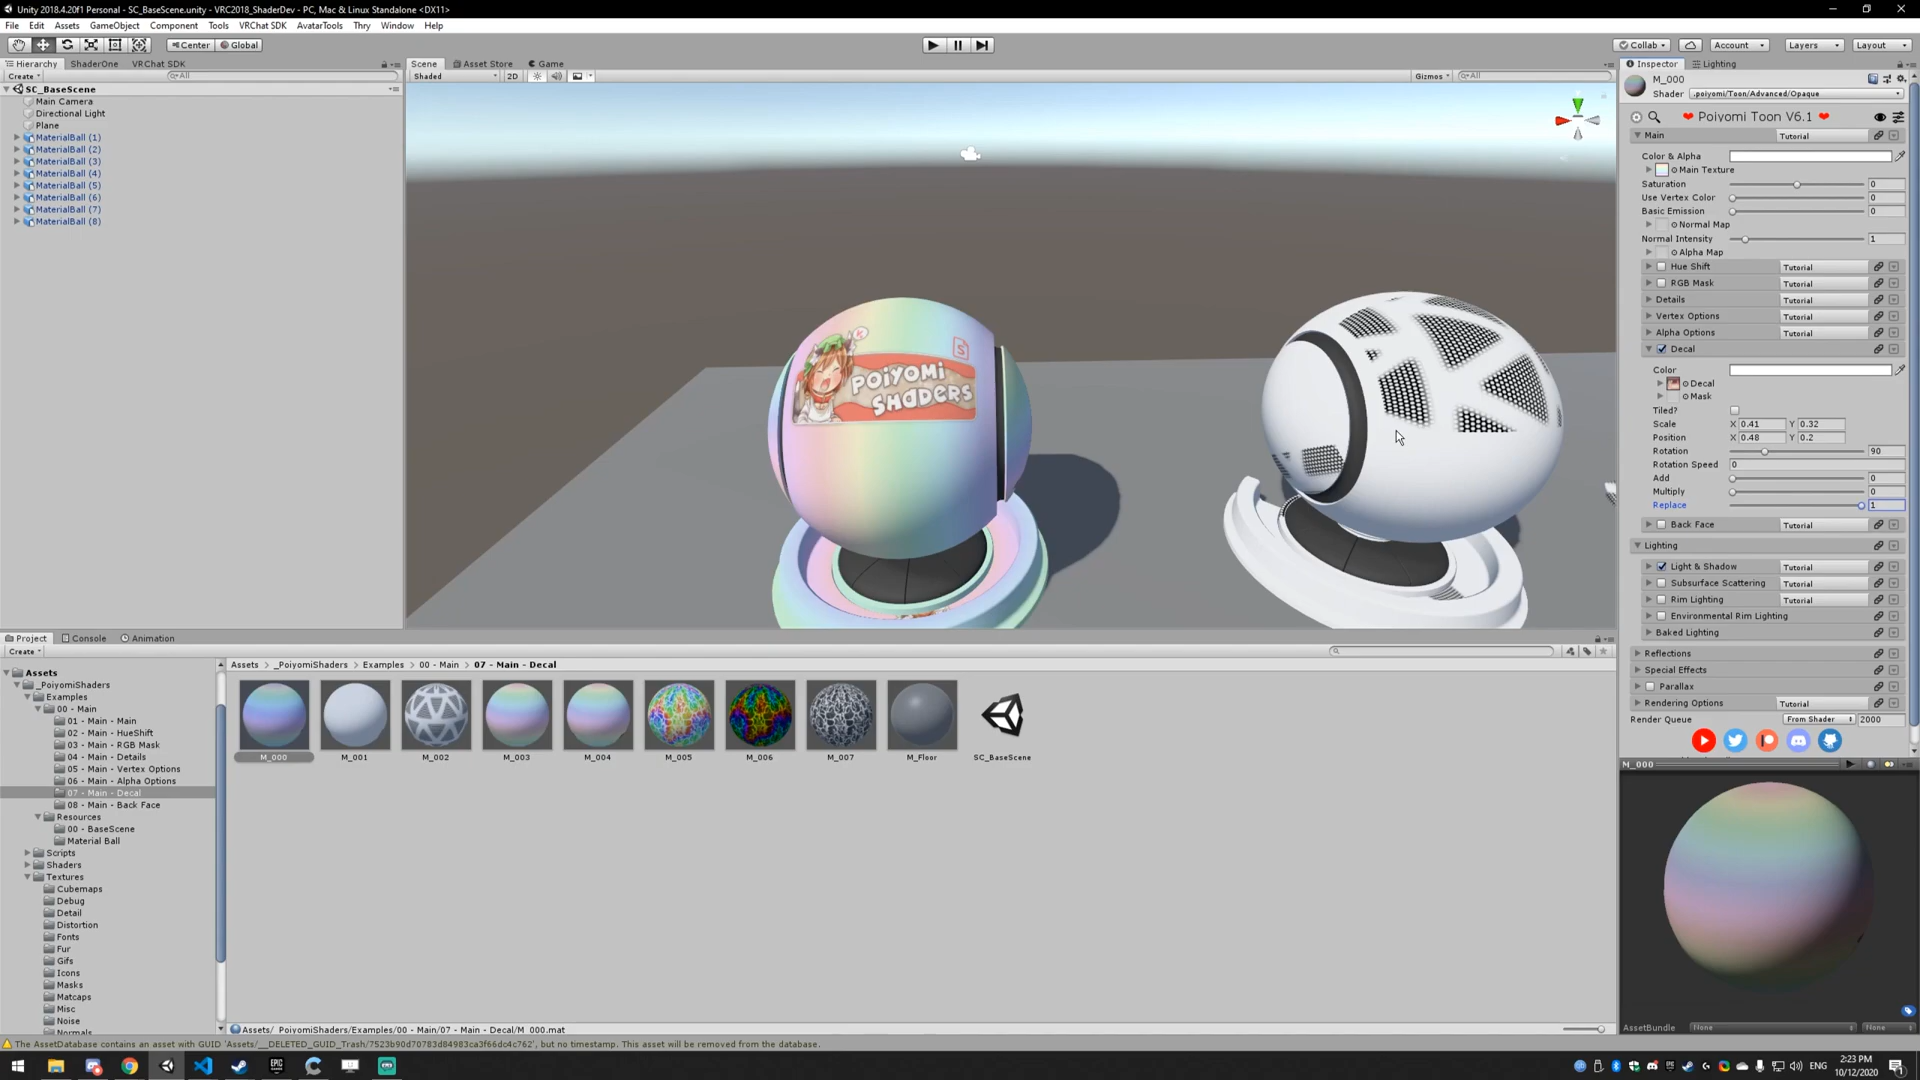 Unity 2018.4.20f1 Personal - SC_BaseScene.unity - VRC2018_ShaderDev - PC, Mac & Linux Standalone <DX11>
File Edit Assets GameObject Component Tools VRChat SDK AvatarTools Thry Window Help
Center Global Collab Account Layers Layout
Hierarchy ShaderOne VRChat SDK Scene Asset Store Game Inspector Lighting
Create All Shaded 2D Gizmos All
SC_BaseScene
Main Camera
Directional Light
Plane
MaterialBall (1)
MaterialBall (2)
MaterialBall (3)
MaterialBall (4)
MaterialBall (5)
MaterialBall (6)
MaterialBall (7)
MaterialBall (8)
POIYOMI
SHADERS
M_000
Shader .poiyomi/Toon/Advanced/Opaque
Poiyomi Toon V6.1
Main Tutorial
Color & Alpha
Main Texture
Saturation 0
Use Vertex Color 0
Basic Emission 0
Normal Map
Normal Intensity 1
Alpha Map
Hue Shift Tutorial
RGB Mask Tutorial
Details Tutorial
Vertex Options Tutorial
Alpha Options Tutorial
Decal Tutorial
Color
Decal
Mask
Tiled?
Scale X 0.41 Y 0.32
Position X 0.48 Y 0.2
Rotation 90
Rotation Speed 0
Add 0
Multiply 0
Replace 1
Back Face Tutorial
Lighting
Light & Shadow Tutorial
Subsurface Scattering Tutorial
Rim Lighting Tutorial
Environmental Rim Lighting
Baked Lighting
Reflections
Special Effects
Parallax
Rendering Options Tutorial
Render Queue From Shader 2000
M_000
AssetBundle None None
Project Console Animation
Create
Assets
_PoiyomiShaders
Examples
00 - Main
01 - Main - Main
02 - Main - HueShift
03 - Main - RGB Mask
04 - Main - Details
05 - Main - Vertex Options
06 - Main - Alpha Options
07 - Main - Decal
08 - Main - Back Face
Resources
00 - BaseScene
Material Ball
Scripts
Shaders
Textures
Cubemaps
Debug
Detail
Distortion
Fonts
Fur
Gifs
Icons
Masks
Matcaps
Misc
Noise
Normals
Assets _PoiyomiShaders Examples 00 - Main 07 - Main - Decal
M_000 M_001 M_002 M_003 M_004 M_005 M_006 M_007 M_Floor SC_BaseScene
Assets/_PoiyomiShaders/Examples/00 - Main/07 - Main - Decal/M_000.mat
The AssetDatabase contains an asset with GUID 'Assets/__DELETED_GUID_Trash/7523b90d70783d84983ca3f66dc4c762', but no timestamp. This asset will be removed from the database.
ENG
2:23 PM
10/12/2020